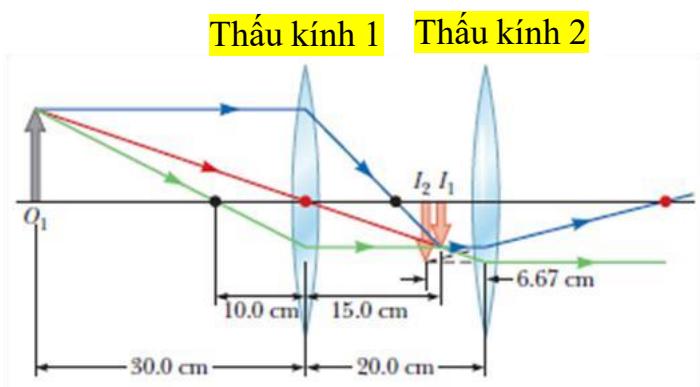 Thấu kính 1 Thấu kính 2
I₂ I₁
O₁
6.67 cm
10.0 cm 15.0 cm
30.0 cm 20.0 cm